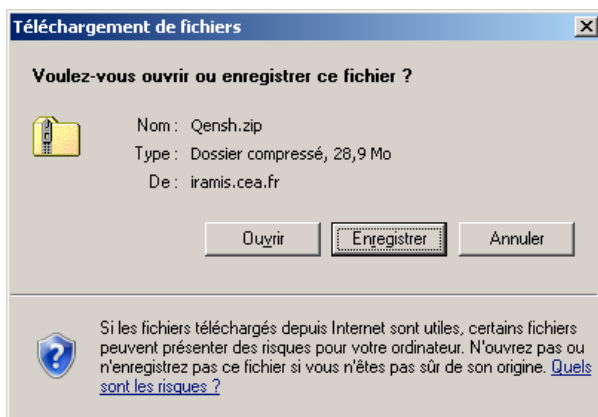 Téléchargement de fichiers
Voulez-vous ouvrir ou enregistrer ce fichier ?
Nom : Qensh.zip
Type : Dossier compressé, 28,9 Mo
De : iramis.cea.fr
Ouvrir Enregistrer Annuler
Si les fichiers téléchargés depuis Internet sont utiles, certains fichiers
peuvent présenter des risques pour votre ordinateur. N'ouvrez pas ou
n'enregistrez pas ce fichier si vous n'êtes pas sûr de son origine. Quels
sont les risques ?